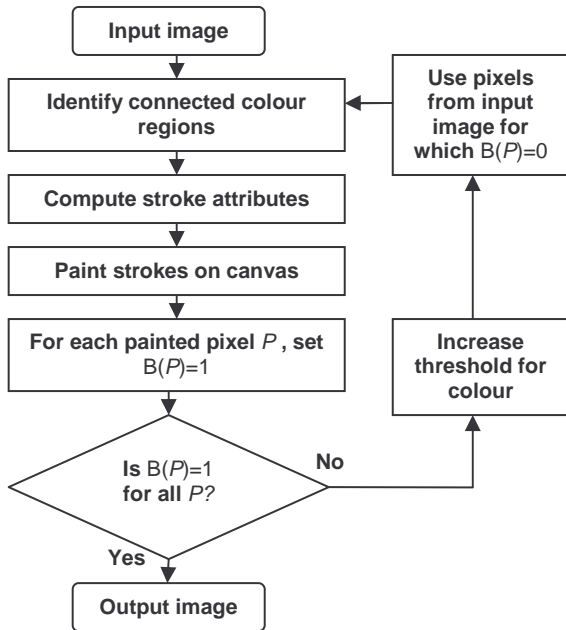 Input image
Identify connected colour
regions
Compute stroke attributes
Paint strokes on canvas
For each painted pixel P , set
B(P)=1
Is B(P)=1
for all P?
No
Yes
Output image
Increase
threshold for
colour
Use pixels
from input
image for
which B(P)=0